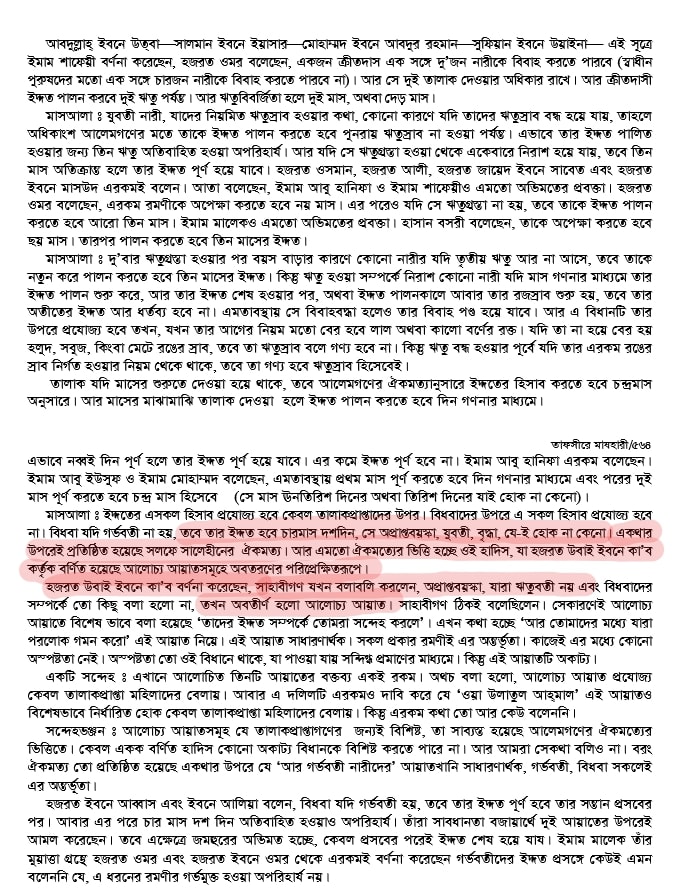 আবদুল্লাহ্ ইবনে উত্‌বা—সালমান ইবনে ইয়াসার—মোহাম্মদ ইবনে আবদুর রহমান—সুফিয়ান ইবনে উয়াইনা— এই সূত্রে
ইমাম শাফেয়ী বর্ণনা করেছেন, হজরত ওমর বলেছেন, একজন ক্রীতদাস এক সঙ্গে দু’জন নারীকে বিবাহ করতে পারবে (স্বাধীন
পুরুষদের মতো এক সঙ্গে চারজন নারীকে বিবাহ করতে পারবে না)। আর সে দুই তালাক দেওয়ার অধিকার রাখে। আর ক্রীতদাসী
ইদ্দত পালন করবে দুই ঋতু পর্যন্ত। আর ঋতুবিবর্জিতা হলে দুই মাস, অথবা দেড় মাস।
মাসআলা ঃ যুবতী নারী, যাদের নিয়মিত ঋতুস্রাব হওয়ার কথা, কোনো কারণে যদি তাদের ঋতুস্রাব বন্ধ হয়ে যায়, তাহলে
অধিকাংশ আলেমগণের মতে তাকে ইদ্দত পালন করতে হবে পুনরায় ঋতুস্রাব না হওয়া পর্যন্ত। এভাবে তার ইদ্দত পালিত
হওয়ার জন্য তিন ঋতু অতিবাহিত হওয়া অপরিহার্য। আর যদি সে ঋতুগ্রস্তা হওয়া থেকে একেবারে নিরাশ হয়ে যায়, তবে তিন
মাস অতিক্রান্ত হলে তার ইদ্দত পূর্ণ হয়ে যাবে। হজরত ওসমান, হজরত আলী, হজরত জায়েদ ইবনে সাবেত এবং হজরত
ইবনে মাসউদ এরকমই বলেন। আতা বলেছেন, ইমাম আবু হানিফা ও ইমাম শাফেয়ীও এমতো অভিমতের প্রবক্তা। হজরত
ওমর বলেছেন, এরকম রমণীকে অপেক্ষা করতে হবে নয় মাস। এর পরেও যদি সে ঋতুগ্রস্তা না হয়, তবে তাকে ইদ্দত পালন
করতে হবে আরো তিন মাস। ইমাম মালেকও এমতো অভিমতের প্রবক্তা। হাসান বসরী বলেছেন, তাকে অপেক্ষা করতে হবে
ছয় মাস। তারপর পালন করতে হবে তিন মাসের ইদ্দত।
মাসআলা ঃ দু’বার ঋতুগ্রস্তা হওয়ার পর বয়স বাড়ার কারণে কোনো নারীর যদি তৃতীয় ঋতু আর না আসে, তবে তাকে
নতুন করে পালন করতে হবে তিন মাসের ইদ্দত। কিন্তু ঋতু হওয়া সম্পর্কে নিরাশ কোনো নারী যদি মাস গণনার মাধ্যমে তার
ইদ্দত পালন শুরু করে, আর তার ইদ্দত শেষ হওয়ার পর, অথবা ইদ্দত পালনকালে আবার তার রজস্রাব শুরু হয়, তবে তার
অতীতের ইদ্দত আর ধর্তব্য হবে না। এমতাবস্থায় সে বিবাহবদ্ধা হলেও তার বিবাহ পণ্ড হয়ে যাবে। আর এ বিধানটি তার
উপরে প্রযোজ্য হবে তখন, যখন তার আগের নিয়ম মতো বের হবে লাল অথবা কালো বর্ণের রক্ত। যদি তা না হয়ে বের হয়
হলুদ, সবুজ, কিংবা মেটে রঙের স্রাব, তবে তা ঋতুস্রাব বলে গণ্য হবে না। কিন্তু ঋতু বন্ধ হওয়ার পূর্বে যদি তার এরকম রঙের
স্রাব নির্গত হওয়ার নিয়ম থেকে থাকে, তবে তা গণ্য হবে ঋতুস্রাব হিসেবেই।
তালাক যদি মাসের শুরুতে দেওয়া হয়ে থাকে, তবে আলেমগণের ঐকমত্যানুসারে ইদ্দতের হিসাব করতে হবে চন্দ্রমাস
অনুসারে। আর মাসের মাঝামাঝি তালাক দেওয়া হলে ইদ্দত পালন করতে হবে দিন গণনার মাধ্যমে।
তাফসীরে মাযহারী/৫৬৪
এভাবে নব্বই দিন পূর্ণ হলে তার ইদ্দত পূর্ণ হয়ে যাবে। এর কমে ইদ্দত পূর্ণ হবে না। ইমাম আবু হানিফা এরকম বলেছেন।
ইমাম আবু ইউসুফ ও ইমাম মোহাম্মদ বলেছেন, এমতাবস্থায় প্রথম মাস পূর্ণ করতে হবে দিন গণনার মাধ্যমে এবং পরের দুই
মাস পূর্ণ করতে হবে চন্দ্র মাস হিসেবে (সে মাস ঊনতিরিশ দিনের অথবা তিরিশ দিনের যাই হোক না কেনো)।
মাসআলা ঃ ইদ্দতের এসকল হিসাব প্রযোজ্য হবে কেবল তালাকপ্রাপ্তাদের উপর। বিধবাদের উপরে এ সকল হিসাব প্রযোজ্য হবে
না। বিধবা যদি গর্ভবতী না হয়, তবে তার ইদ্দত হবে চারমাস দশদিন, সে অপ্রাপ্তবয়স্কা, যুবতী, বৃদ্ধা, যে-ই হোক না কেনো। একথার
উপরেই প্রতিষ্ঠিত হয়েছে সলফে সালেহীনের ঐকমত্য। আর এমতো ঐকমত্যের ভিত্তি হচ্ছে ওই হাদিস, যা হজরত উবাই ইবনে কা’ব
কর্তৃক বর্ণিত হয়েছে আলোচ্য আয়াতসমূহে অবতরণের পরিপ্রেক্ষিতরূপে।
হজরত উবাই ইবনে কা’ব বর্ণনা করেছেন, সাহাবীগণ যখন বলাবলি করলেন, অপ্রাপ্তবয়স্কা, যারা ঋতুবতী নয় এবং বিধবাদের
সম্পর্কে তো কিছু বলা হলো না, তখন অবতীর্ণ হলো আলোচ্য আয়াত। সাহাবীগণ ঠিকই বলেছিলেন। সেকারণেই আলোচ্য
আয়াতে বিশেষ ভাবে বলা হয়েছে ‘তাদের ইদ্দত সম্পর্কে তোমরা সন্দেহ করলে’। এখন কথা হচ্ছে ‘আর তোমাদের মধ্যে যারা
পরলোক গমন করো’ এই আয়াত নিয়ে। এই আয়াত সাধারণার্থক। সকল প্রকার রমণীই এর অন্তর্ভূতা। কাজেই এর মধ্যে কোনো
অস্পষ্টতা নেই। অস্পষ্টতা তো ওই বিধানে থাকে, যা পাওয়া যায় সন্দিগ্ধ প্রমাণের মাধ্যমে। কিন্তু এই আয়াতটি অকাট্য।
একটি সন্দেহ ঃ এখানে আলোচিত তিনটি আয়াতের বক্তব্য একই রকম। অথচ বলা হলো, আলোচ্য আয়াত প্রযোজ্য
কেবল তালাকপ্রাপ্তা মহিলাদের বেলায়। আবার এ দলিলটি এরকমও দাবি করে যে ‘ওয়া উলাতুল আহ্‌মাল’ এই আয়াতও
বিশেষভাবে নির্ধারিত হোক কেবল তালাকপ্রাপ্তা মহিলাদের বেলায়। কিন্তু এরকম কথা তো আর কেউ বলেননি।
সন্দেহভঞ্জন ঃ আলোচ্য আয়াতসমূহ যে তালাকপ্রাপ্তাগণের জন্যই বিশিষ্ট, তা সাব্যস্ত হয়েছে আলেমগণের ঐকমত্যের
ভিত্তিতে। কেবল একক বর্ণিত হাদিস কোনো অকাট্য বিধানকে বিশিষ্ট করতে পারে না। আর আমরা সেকথা বলিও না। বরং
ঐকমত্য তো প্রতিষ্ঠিত হয়েছে একথার উপরে যে ‘আর গর্ভবতী নারীদের’ আয়াতখানি সাধারণার্থক, গর্ভবতী, বিধবা সকলেই
এর অন্তর্ভূতা।
হজরত ইবনে আব্বাস এবং ইবনে আলিয়া বলেন, বিধবা যদি গর্ভবতী হয়, তবে তার ইদ্দত পূর্ণ হবে তার সন্তান প্রসবের
পর। আবার এর পরে চার মাস দশ দিন অতিবাহিত হওয়াও অপরিহার্য। তাঁরা সাবধানতা বজায়ার্থে দুই আয়াতের উপরেই
আমল করেছেন। তবে এক্ষেত্রে জমহুরের অভিমত হচ্ছে, কেবল প্রসবের পরেই ইদ্দত শেষ হয়ে যায়। ইমাম মালেক তাঁর
মুয়াত্তা গ্রন্থে হজরত ওমর এবং হজরত ইবনে ওমর থেকে এরকমই বর্ণনা করেছেন গর্ভবতীদের ইদ্দত প্রসঙ্গে কেউই এমন
বলেননি যে, এ ধরনের রমণীর গর্ভমুক্ত হওয়া অপরিহার্য নয়।